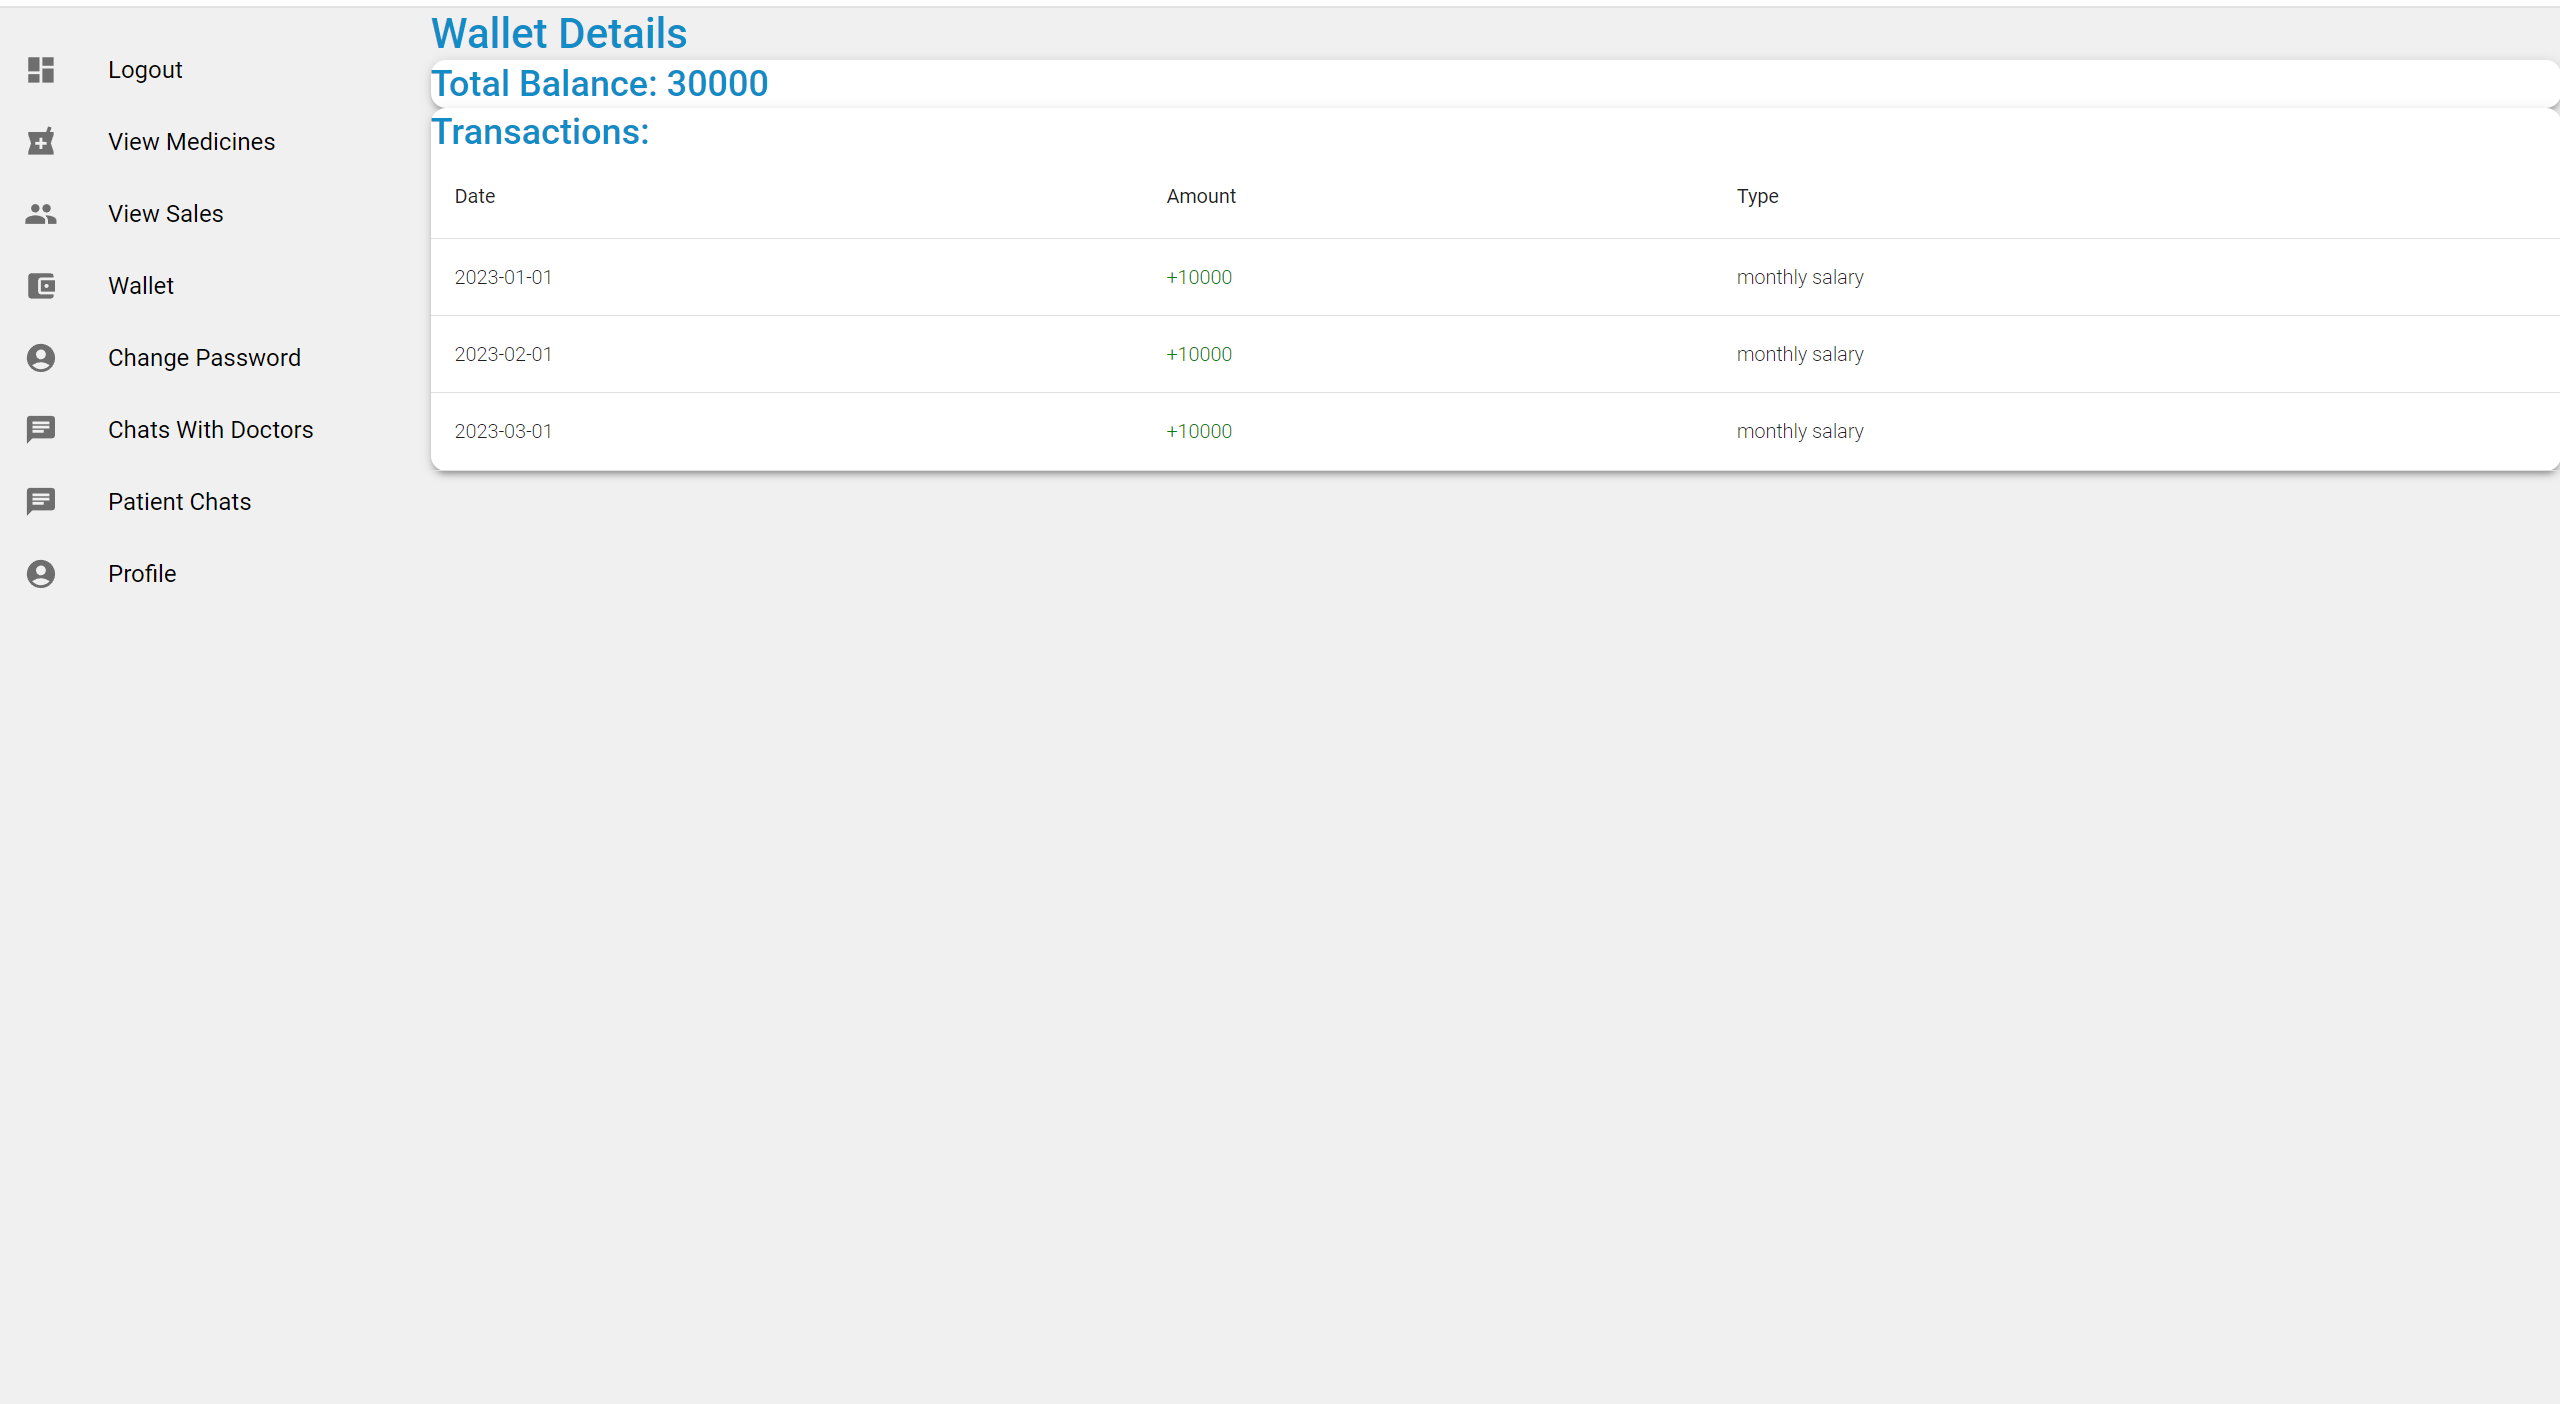 Logout
View Medicines
View Sales
Wallet
Change Password
Chats With Doctors
Patient Chats
Profile
Wallet Details
Total Balance: 30000
Transactions:
Date Amount Type
2023-01-01 +10000 monthly salary
2023-02-01 +10000 monthly salary
2023-03-01 +10000 monthly salary